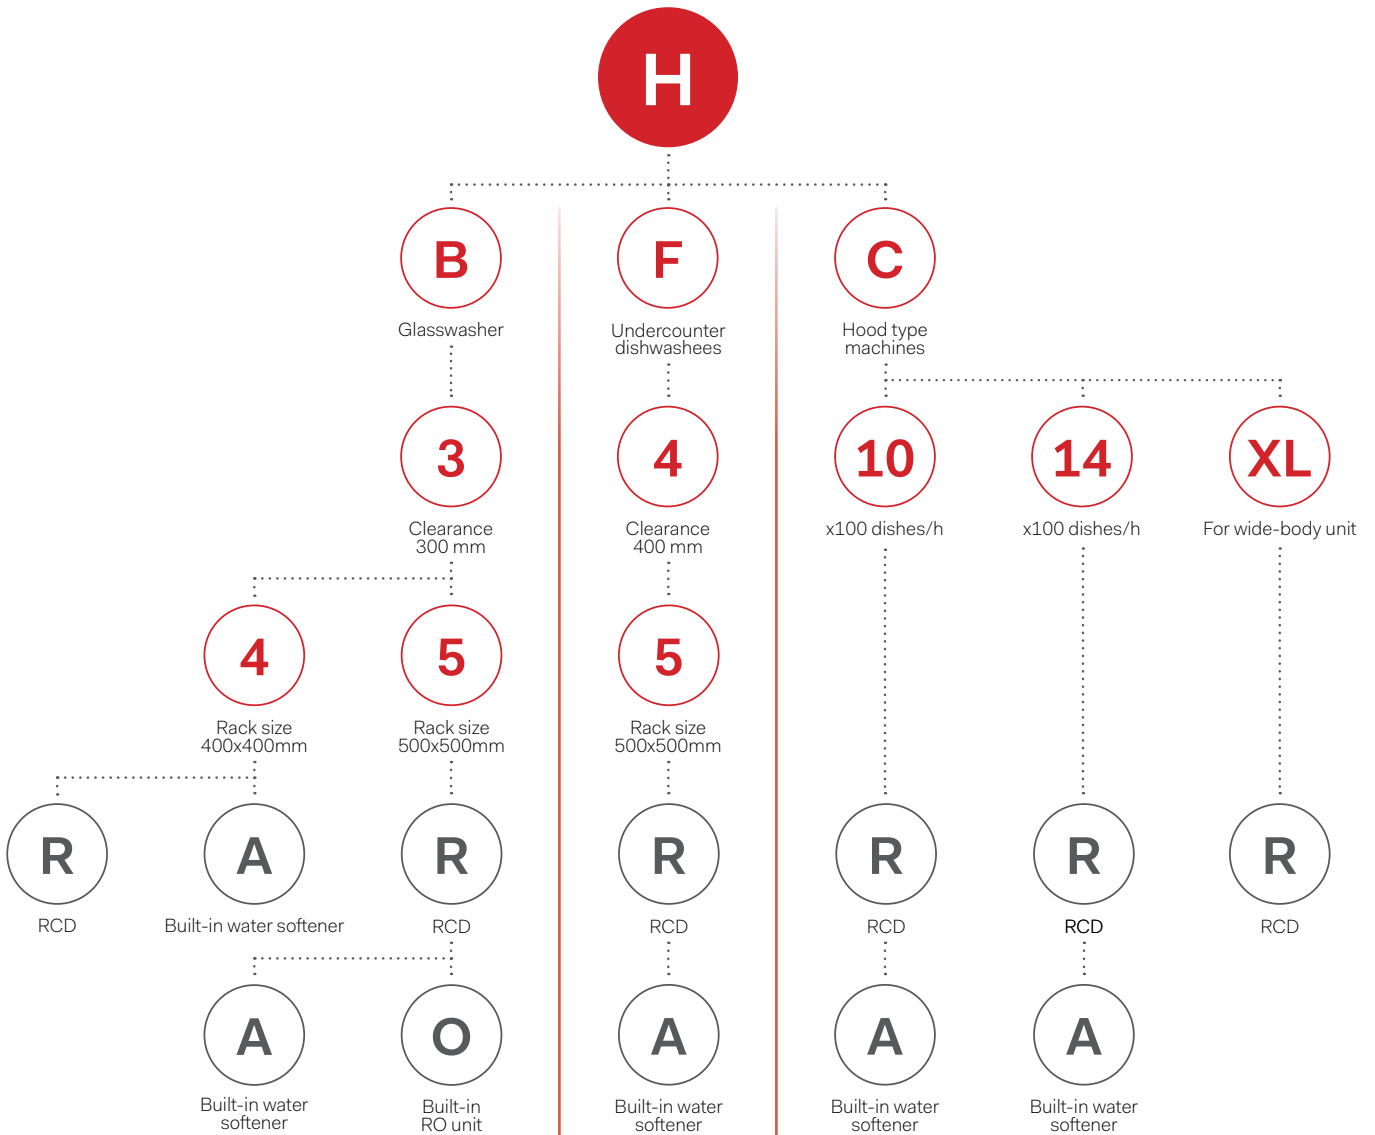 H
B
F
C
Glasswasher
Undercounter
dishwashees
Hood type
machines
3
4
10
14
XL
Clearance
300 mm
Clearance
400 mm
x100 dishes/h
x100 dishes/h
For wide-body unit
4
5
5
Rack size
400x400mm
Rack size
500x500mm
Rack size
500x500mm
R
A
R
R
R
R
R
RCD
Built-in water softener
RCD
RCD
RCD
RCD
RCD
A
O
A
A
A
Built-in water
softener
Built-in
RO unit
Built-in water
softener
Built-in water
softener
Built-in water
softener